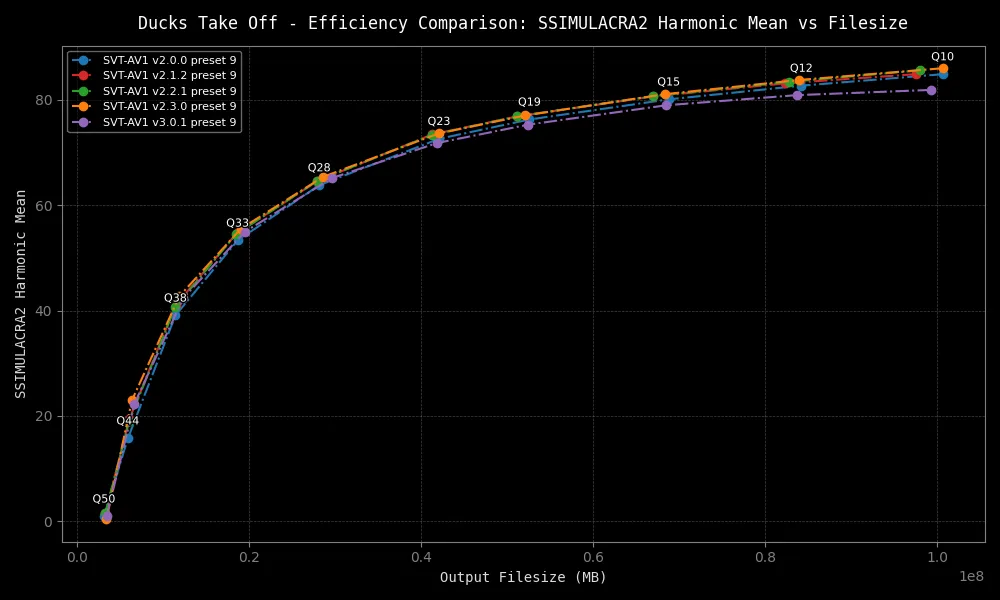 Ducks Take Off - Efficiency Comparison: SSIMULACRA2 Harmonic Mean vs Filesize
SVT-AV1 v2.0.0 preset 9
SVT-AV1 v2.1.2 preset 9
SVT-AV1 v2.2.1 preset 9
SVT-AV1 v2.3.0 preset 9
SVT-AV1 v3.0.1 preset 9
Q10
Q12
Q15
Q19
Q23
Q28
Q33
Q38
Q44
Q50
SSIMULACRA2 Harmonic Mean
80
60
40
20
0
0.0
0.2
0.4
0.6
0.8
1.0
1e8
Output Filesize (MB)